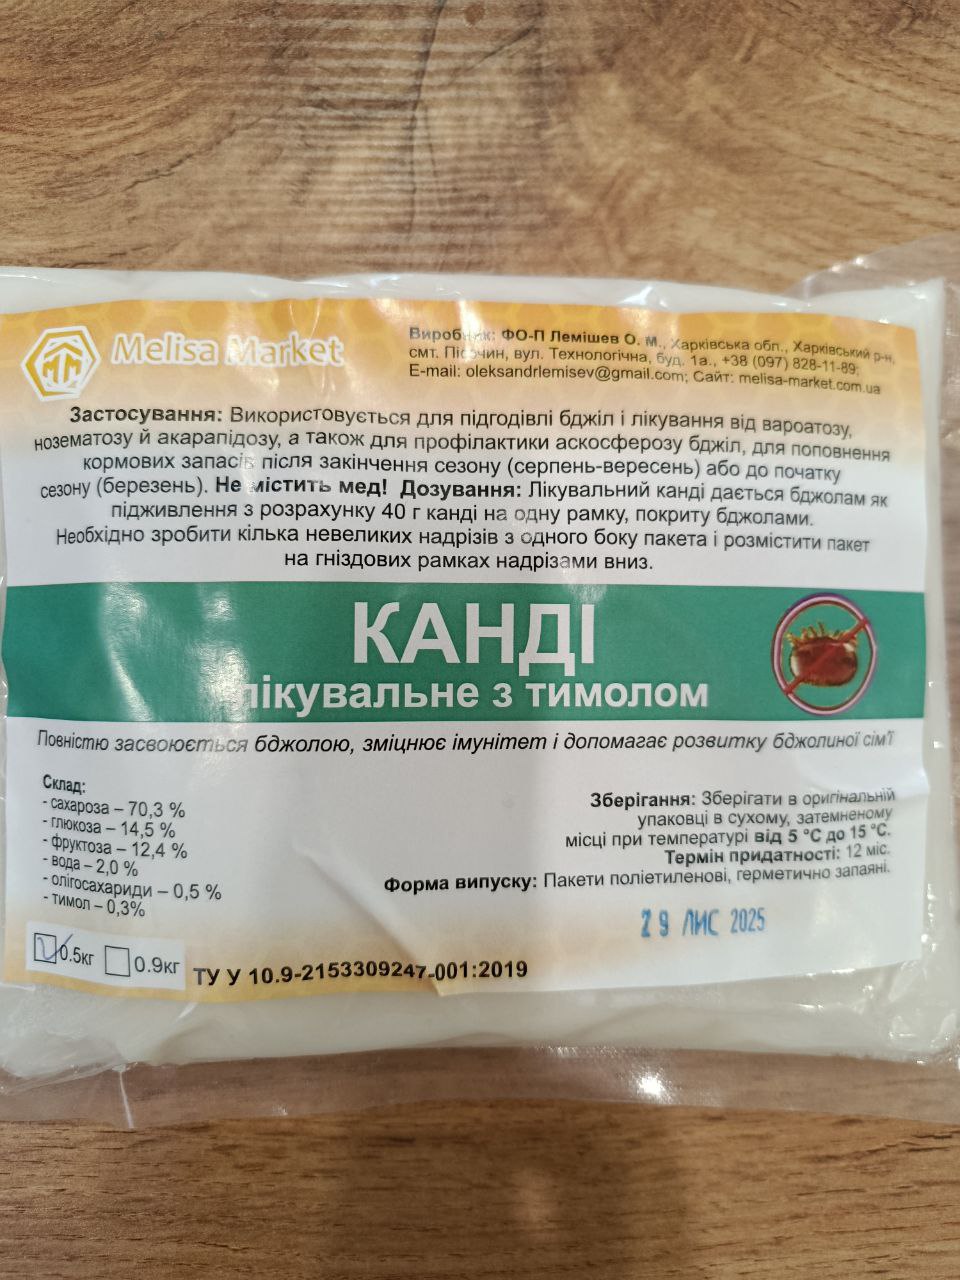 Melisa Market
Виробник: ФО-П Лемішев О. М., Харківська обл., Харківський р-н,
смт. Пісочин, вул. Технологічна, буд. 1а., +38 (097) 828-11-89;
E-mail: oleksandrlemisev@gmail.com; Сайт: melisa-market.com.ua
Застосування: Використовується для підгодівлі бджіл і лікування від вароатозу,
нозематозу й акарапідозу, а також для профілактики аскосферозу бджіл, для поповнення
кормових запасів після закінчення сезону (серпень-вересень) або до початку
сезону (березень). Не містить мед! Дозування: Лікувальний канді дається бджолам як
підживлення з розрахунку 40 г канді на одну рамку, покриту бджолами.
Необхідно зробити кілька невеликих надрізів з одного боку пакета і розмістити пакет
на гніздових рамках надрізами вниз.
КАНДІ
лікувальне з тимолом
Повністю засвоюється бджолою, зміцнює імунітет і допомагає розвитку бджолиної сім'ї
Склад:
- сахароза – 70,3 %
- глюкоза – 14,5 %
- фруктоза – 12,4 %
- вода – 2,0 %
- олігосахариди – 0,5 %
- тимол – 0,3%
Зберігання: Зберігати в оригінальній
упаковці в сухому, затемненому
місці при температурі від 5 °С до 15 °С.
Термін придатності: 12 міс.
Форма випуску: Пакети поліетиленові, герметично запаяні.
29 ЛИС 2025
0.5кг 0.9кг
ТУ У 10.9-2153309247-001:2019